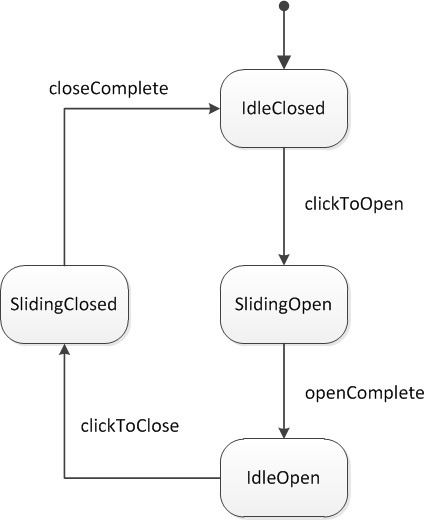 closeComplete
IdleClosed
clickToOpen
SlidingClosed
SlidingOpen
openComplete
clickToClose
IdleOpen